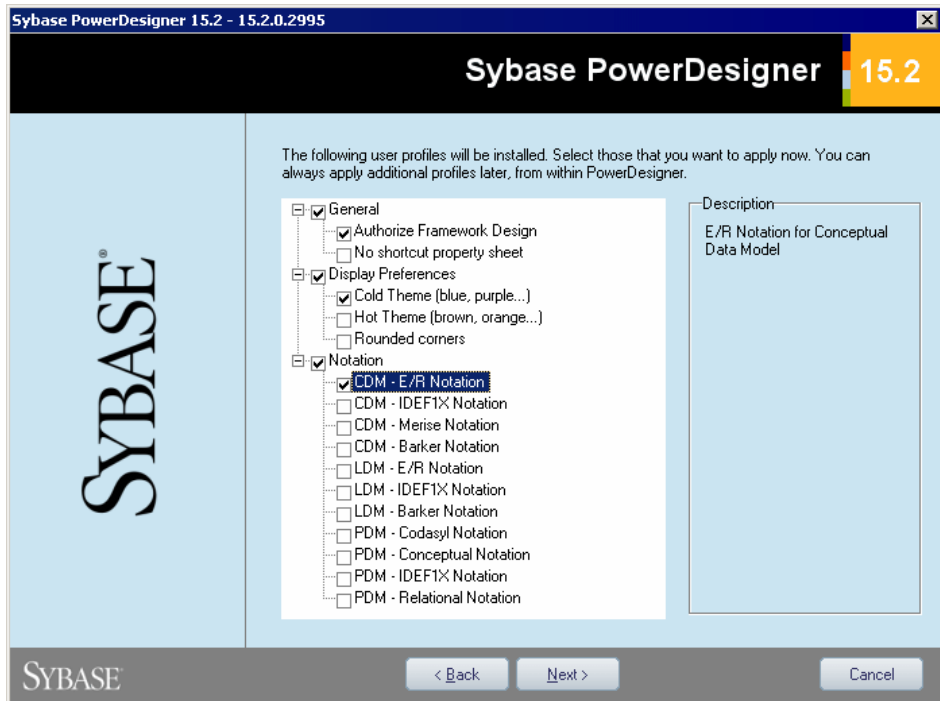 Sybase PowerDesigner 15.2 - 15.2.0.2995
Sybase PowerDesigner 15.2
SYBASE®
The following user profiles will be installed. Select those that you want to apply now. You can
always apply additional profiles later, from within PowerDesigner.
General
Authorize Framework Design
No shortcut property sheet
Display Preferences
Cold Theme (blue, purple...)
Hot Theme (brown, orange...)
Rounded corners
Notation
CDM - E/R Notation
CDM - IDEF1X Notation
CDM - Merise Notation
CDM - Barker Notation
LDM - E/R Notation
LDM - IDEF1X Notation
LDM - Barker Notation
PDM - Codasyl Notation
PDM - Conceptual Notation
PDM - IDEF1X Notation
PDM - Relational Notation
Description
E/R Notation for Conceptual
Data Model
SYBASE®
< Back
Next >
Cancel